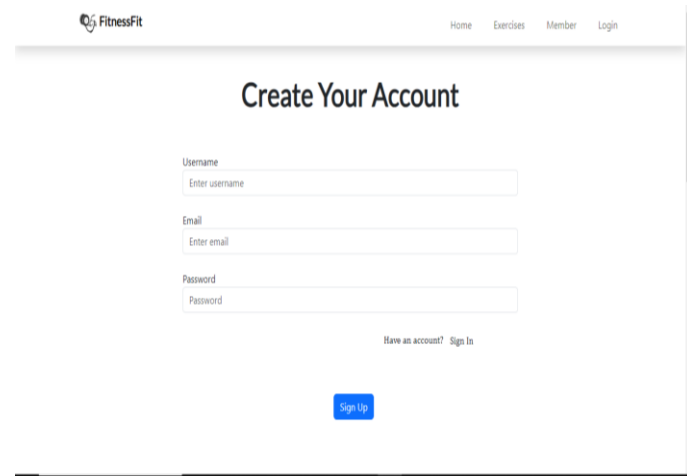 FitnessFit Home Exercises Member Login
Create Your Account
Username
Enter username
Email
Enter email
Password
Password
Have an account? Sign In
Sign Up